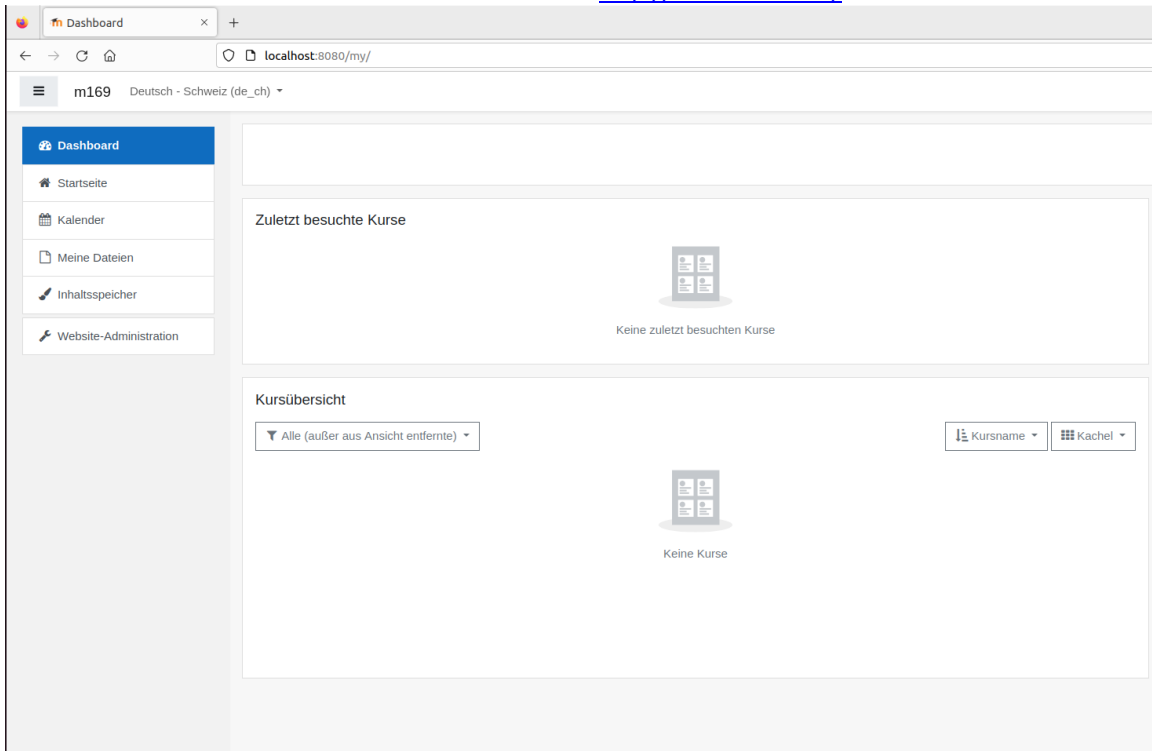 Dashboard
localhost:8080/my/
m169 Deutsch - Schweiz (de_ch)
Dashboard
Startseite
Kalender
Meine Dateien
Inhaltsspeicher
Website-Administration
Zuletzt besuchte Kurse
Keine zuletzt besuchten Kurse
Kursübersicht
Alle (außer aus Ansicht entfernte) Kursname Kachel
Keine Kurse